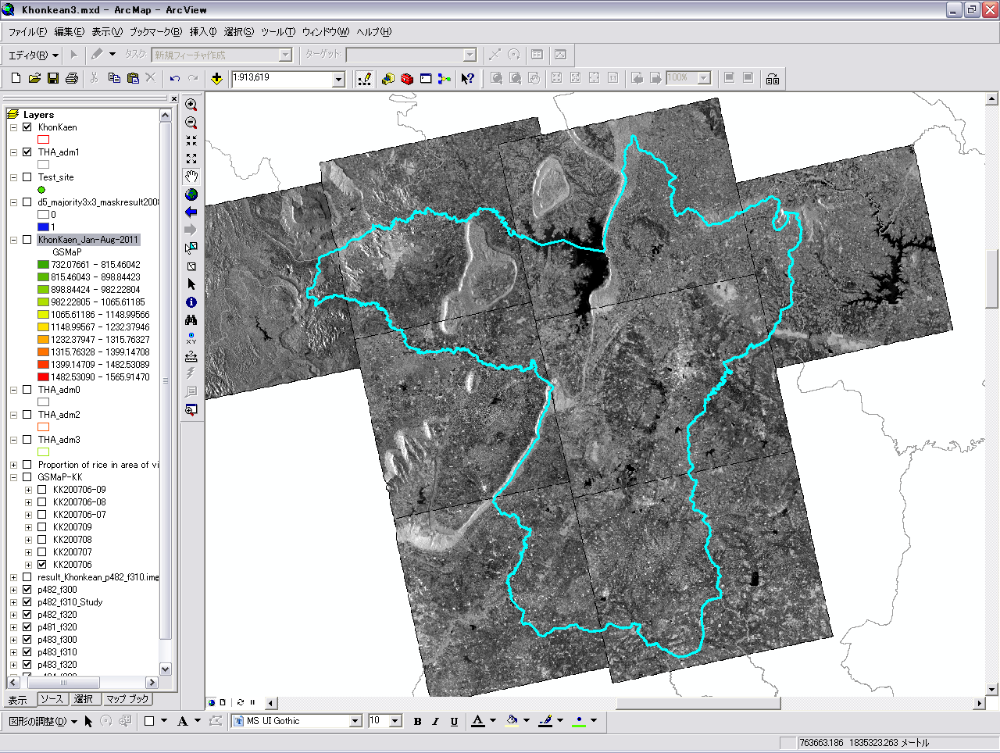 Khonkean3.mxd - ArcMap - ArcView
ファイル(F) 編集(E) 表示(V) ブックマーク(B) 挿入(I) 選択(S) ツール(T) ウィンドウ(W) ヘルプ(H)
エディタ(R) タスク: 新規フィーチャ作成 ターゲット:
1:913,619 100%
Layers
KhonKaen
THA_adm1
Test_site
d5_majority3x3_maskresult200
0
1
KhonKaen_Jan-Aug-2011
GSMaP
732.07661 - 815.46042
815.46043 - 898.84423
898.84424 - 982.22804
982.22805 - 1065.61185
1065.61186 - 1148.99566
1148.99567 - 1232.37946
1232.37947 - 1315.76327
1315.76328 - 1399.14708
1399.14709 - 1482.53089
1482.53090 - 1565.91470
THA_adm0
THA_adm2
THA_adm3
Proportion of rice in area of vi
GSMaP-KK
KK200706-09
KK200706-08
KK200706-07
KK200709
KK200708
KK200707
KK200706
result_Khonkean_p482_f310.img
p482_f300
p482_f310_Study
p482_f320
p481_f320
p483_f300
p483_f310
p483_f320
XY
表示 ソース 選択 マップ ブック
図形の調整(D) A MS UI Gothic 10 B I U A
763663.186 1835323.263 メートル